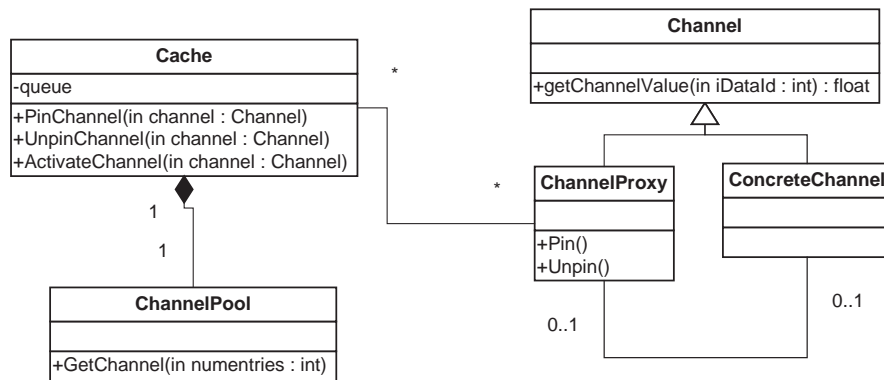 Cache
-queue
+PinChannel(in channel : Channel)
+UnpinChannel(in channel : Channel)
+ActivateChannel(in channel : Channel)
1
1
ChannelPool
+GetChannel(in numentries : int)
*
*
Channel
+getChannelValue(in iDataId : int) : float
ChannelProxy
+Pin()
+Unpin()
ConcreteChannel
0..1
0..1